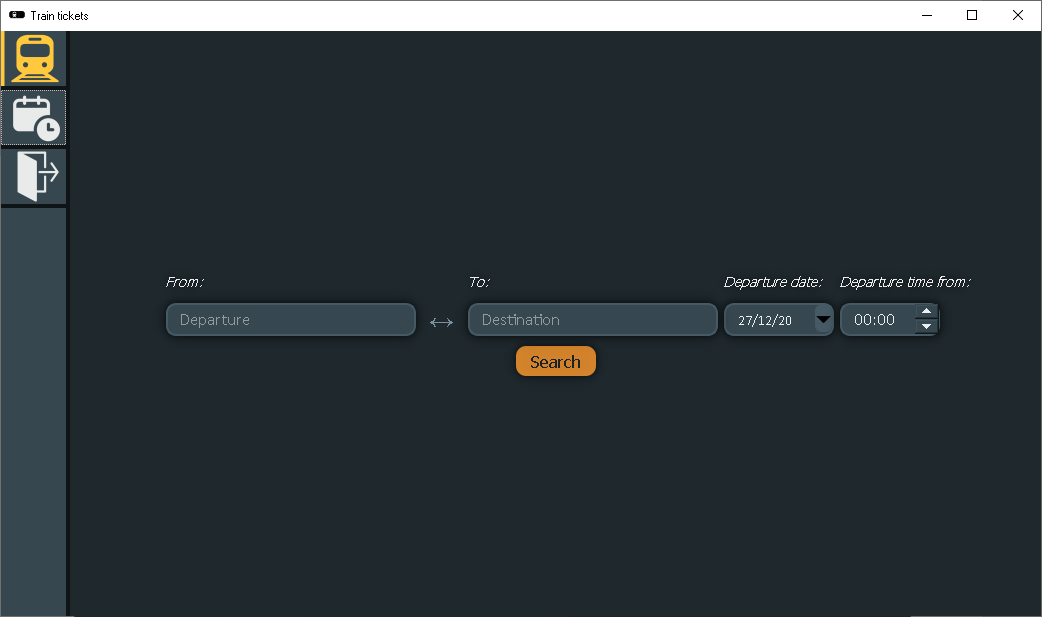 Train tickets
From: To: Departure date: Departure time from:
Departure Destination 27/12/20 00:00
Search